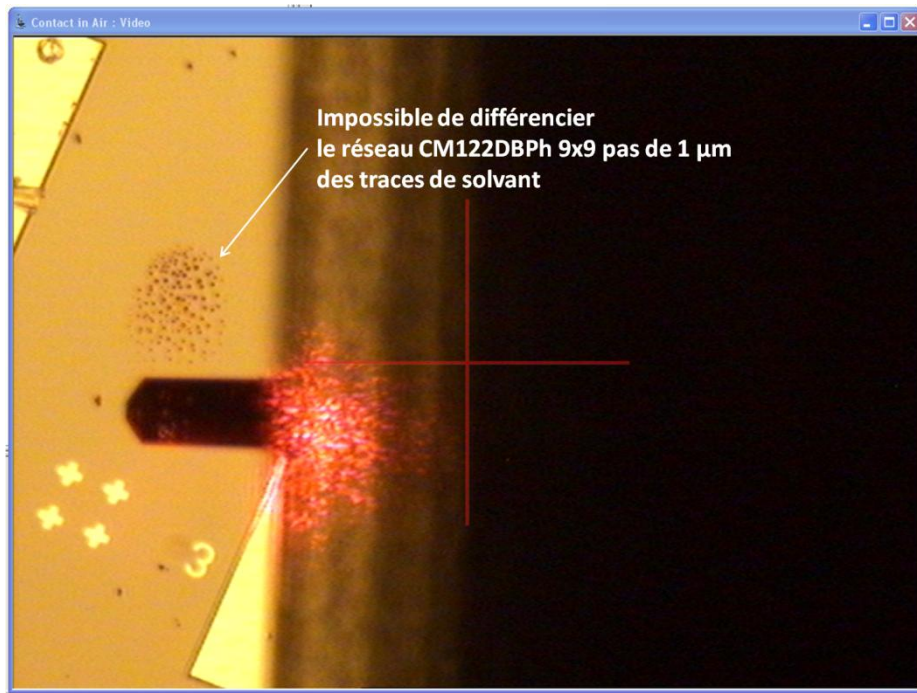 Contact in Air : Video
Impossible de différencier
le réseau CM122DBPh 9x9 pas de 1 µm
des traces de solvant
3